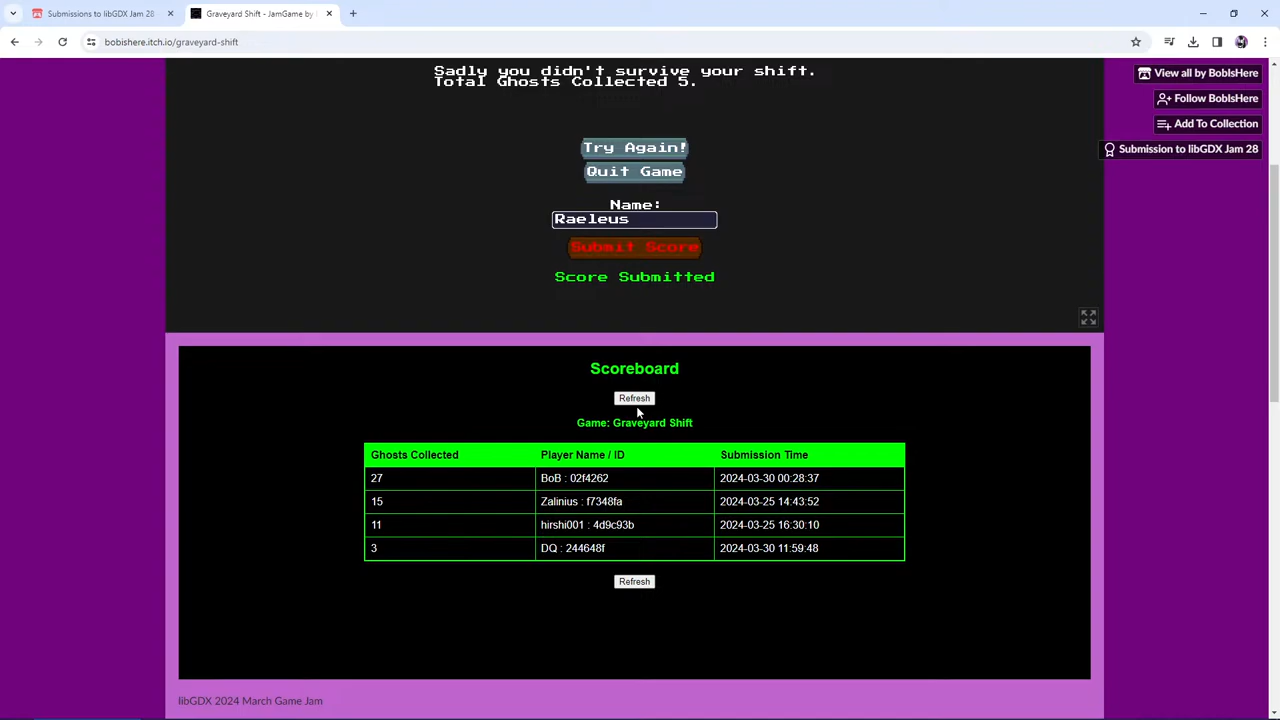 Submissions to libGDX Jam 28
Graveyard Shift - JamGame by
bobishere.itch.io/graveyard-shift
View all by BobIsHere
Follow BobIsHere
Add To Collection
Submission to libGDX Jam 28
Sadly you didn't survive your shift.
Total Ghosts Collected 5.
Try Again!
Quit Game
Name:
Raeleus
Submit Score
Score Submitted
Scoreboard
Refresh
Game: Graveyard Shift
Ghosts Collected Player Name / ID Submission Time
27 BoB : 02f4262 2024-03-30 00:28:37
15 Zalinius : f7348fa 2024-03-25 14:43:52
11 hirshi001 : 4d9c93b 2024-03-25 16:30:10
3 DQ : 244648f 2024-03-30 11:59:48
Refresh
libGDX 2024 March Game Jam